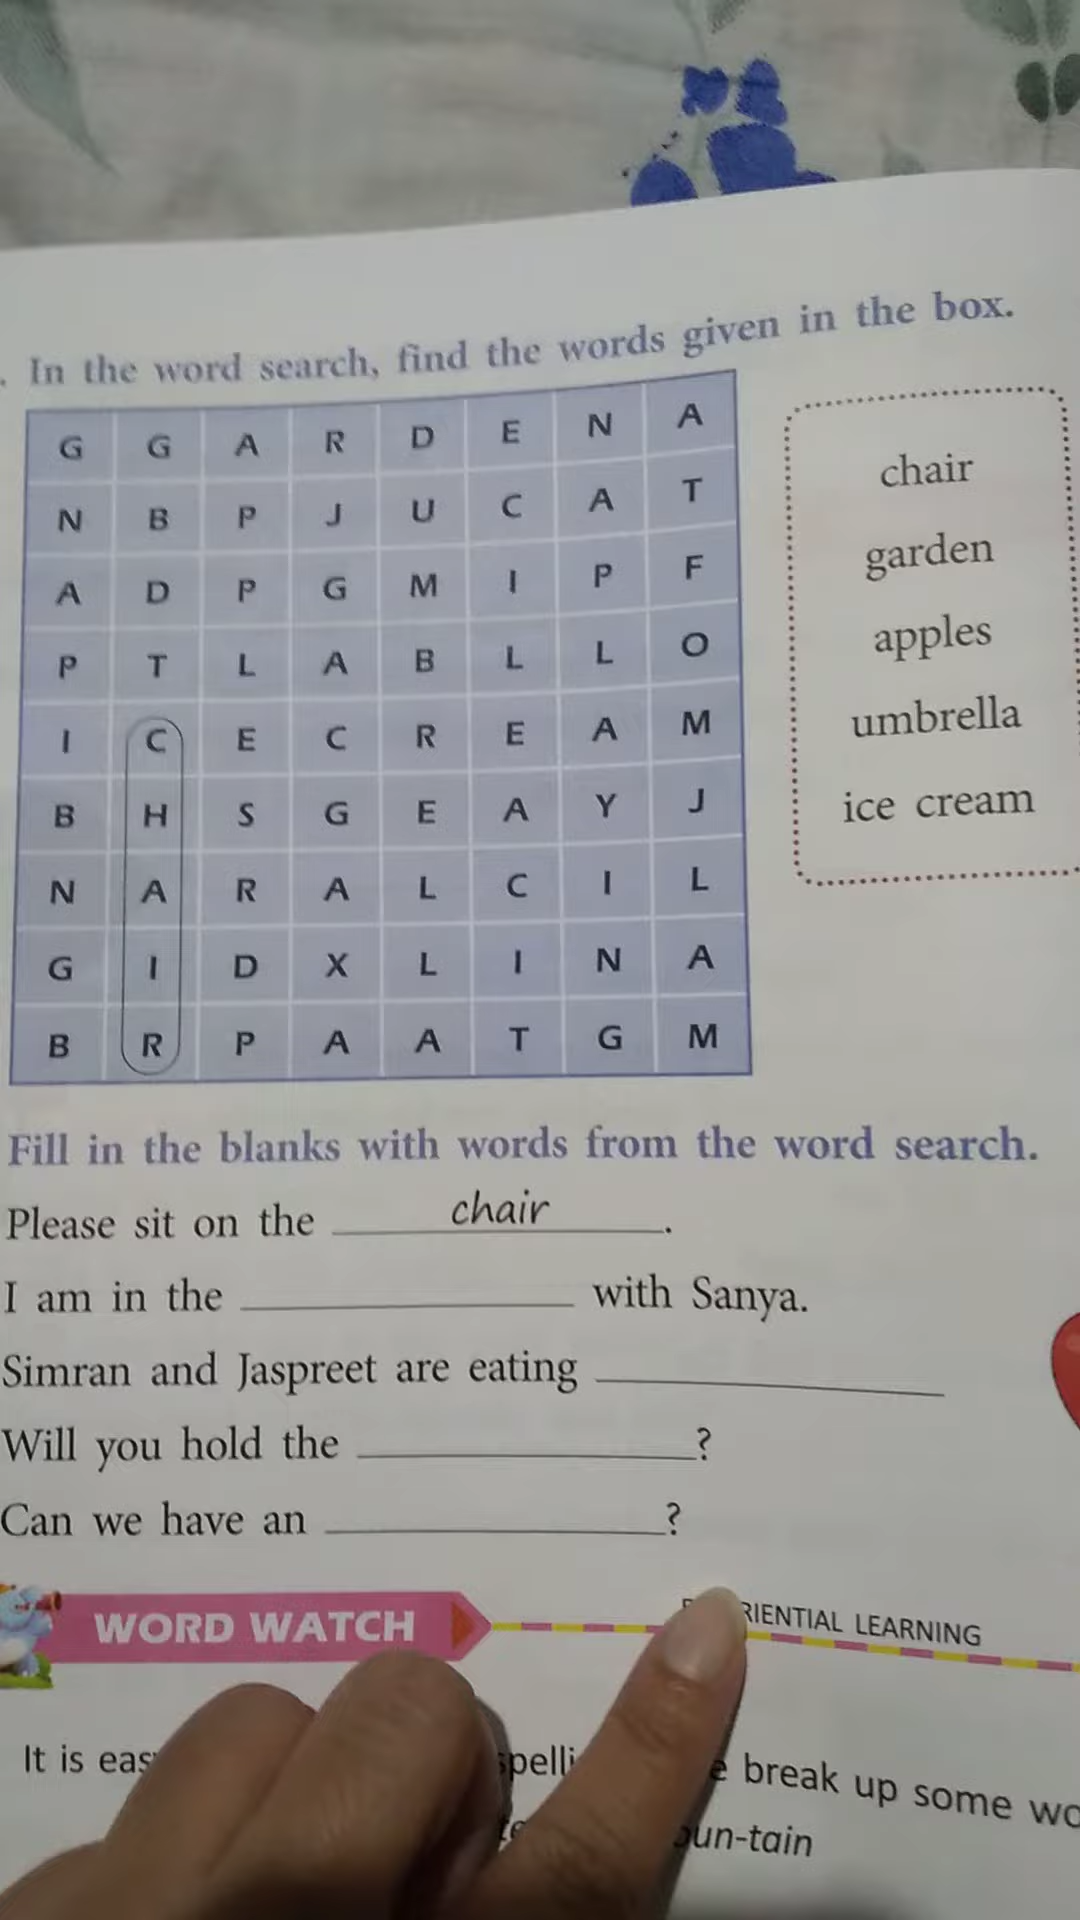 . In the word search, find the words given in the box.
G G A R D E N A
N B P J U C A T
A D P G M I P F
P T L A B L L O
I C E C R E A M
B H S G E A Y J
N A R A L C I L
G I D X L I N A
B R P A A T G M
chair
garden
apples
umbrella
ice cream
Fill in the blanks with words from the word search.
Please sit on the chair.
I am in the with Sanya.
Simran and Jaspreet are eating
Will you hold the ?
Can we have an ?
WORD WATCH
LEARNING
It is break up some